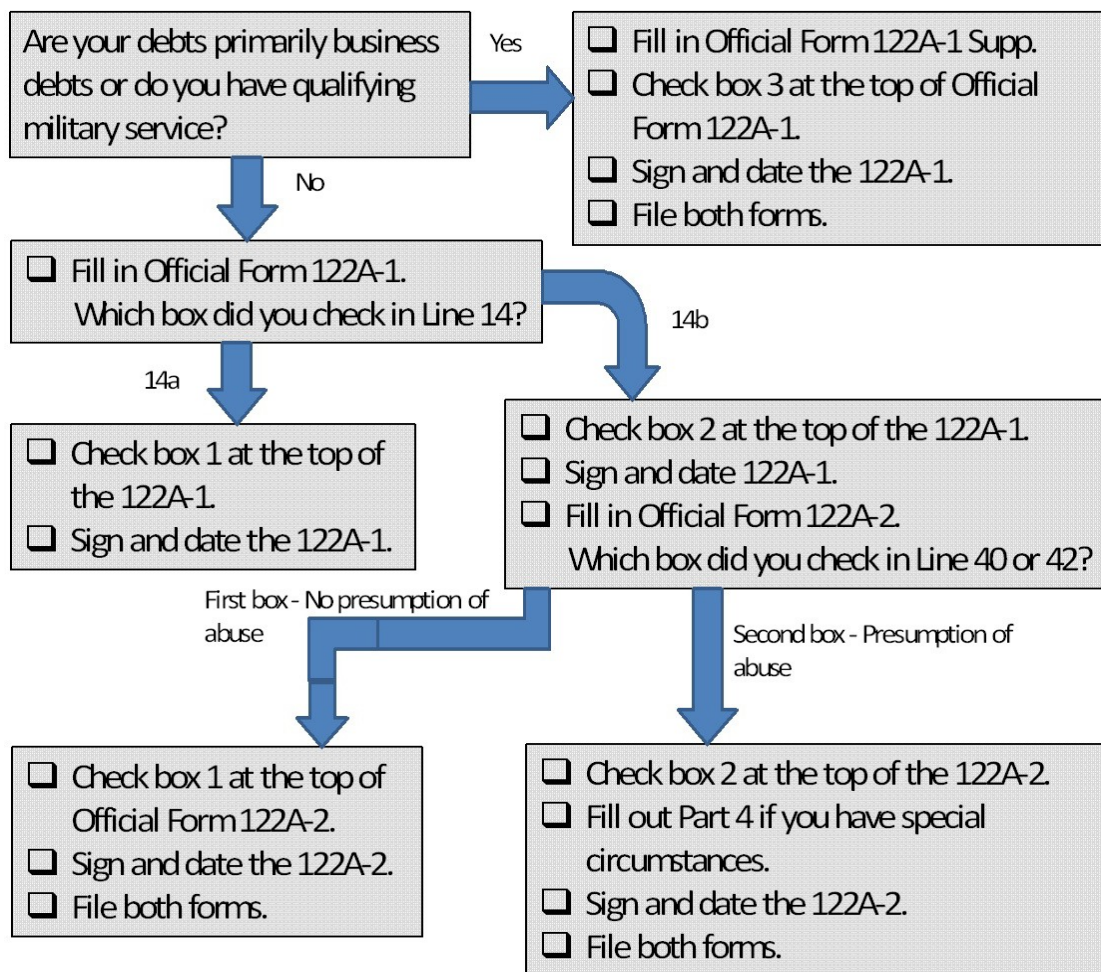 Are your debts primarily business
debts or do you have qualifying
military service?
Yes
Fill in Official Form 122A-1 Supp.
Check box 3 at the top of Official
Form 122A-1.
Sign and date the 122A-1.
File both forms.
No
Fill in Official Form 122A-1.
Which box did you check in Line 14?
14a
14b
Check box 1 at the top of
the 122A-1.
Sign and date the 122A-1.
Check box 2 at the top of the 122A-1.
Sign and date 122A-1.
Fill in Official Form 122A-2.
Which box did you check in Line 40 or 42?
First box - No presumption of
abuse
Second box - Presumption of
abuse
Check box 1 at the top of
Official Form 122A-2.
Sign and date the 122A-2.
File both forms.
Check box 2 at the top of the 122A-2.
Fill out Part 4 if you have special
circumstances.
Sign and date the 122A-2.
File both forms.